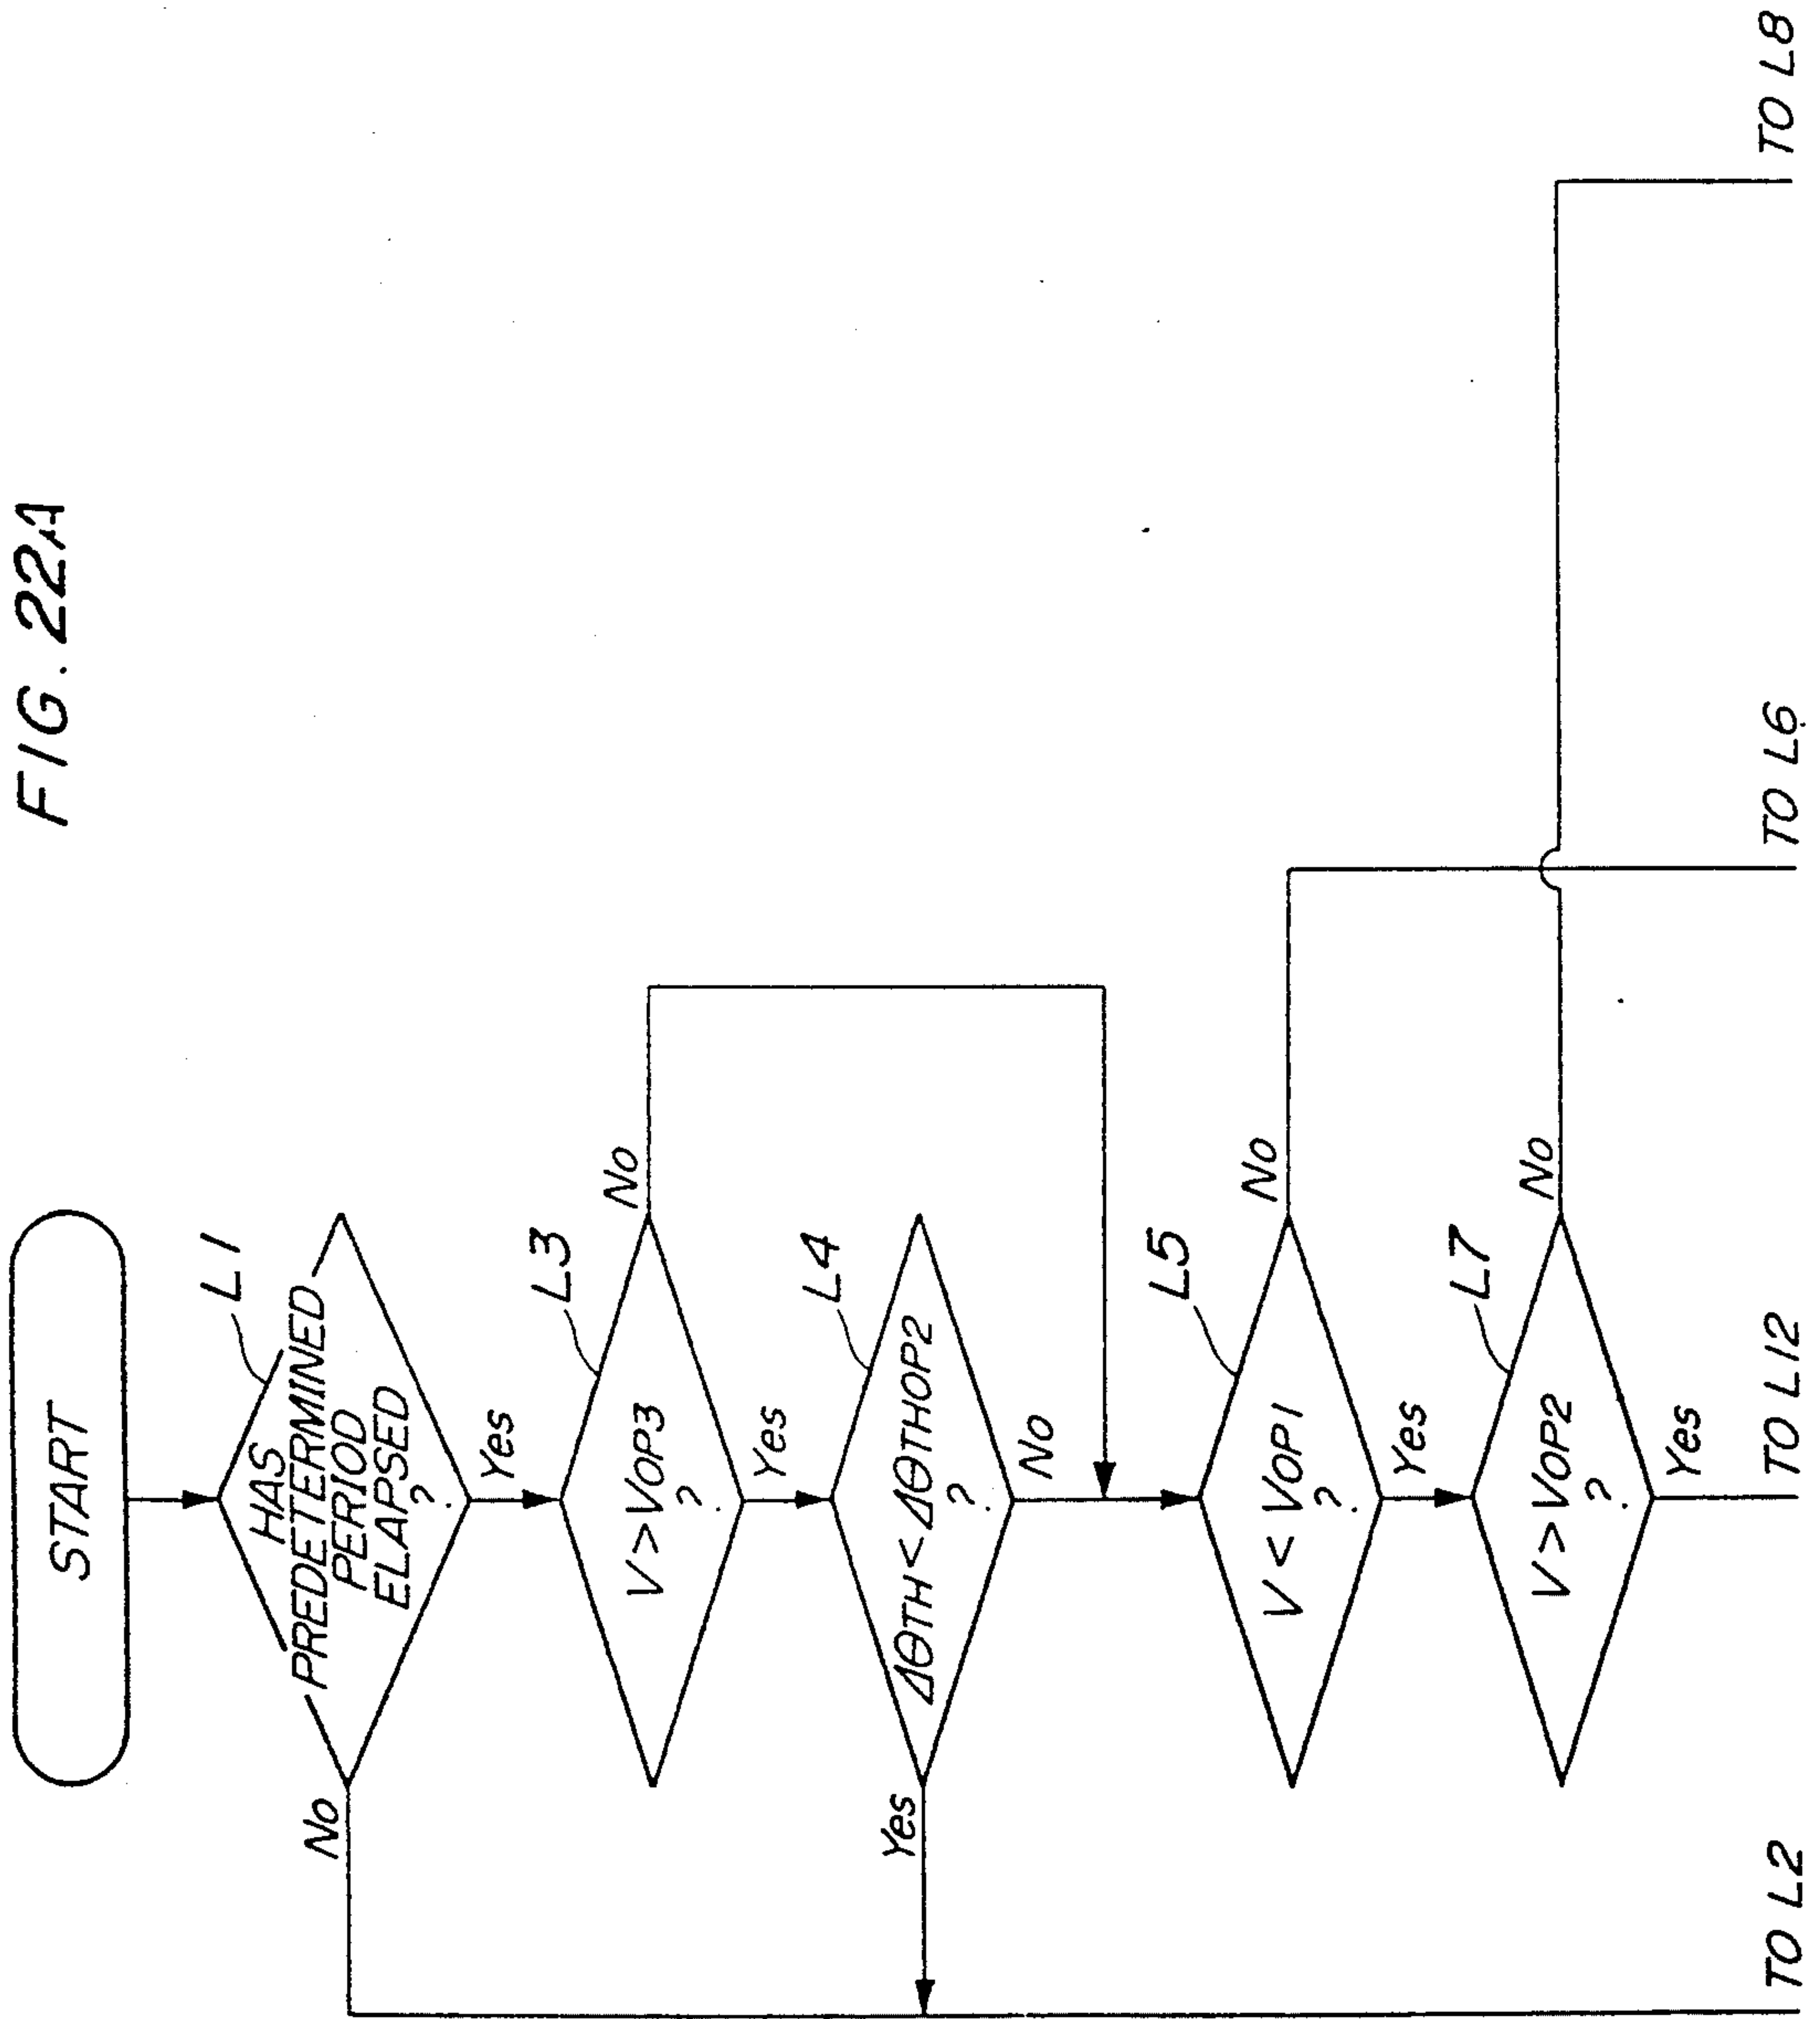 FIG. 22A
START
L1
HAS
PREDETERMINED
PERIOD
ELAPSED
?
No
Yes
L3
V>VOP3
?
No
Yes
L4
ΔθTH<ΔθTHOP2
?
Yes
No
L5
V<VOP1
?
No
Yes
L7
V>VOP2
?
No
Yes
TO L2
TO L12
TO L6
TO L8